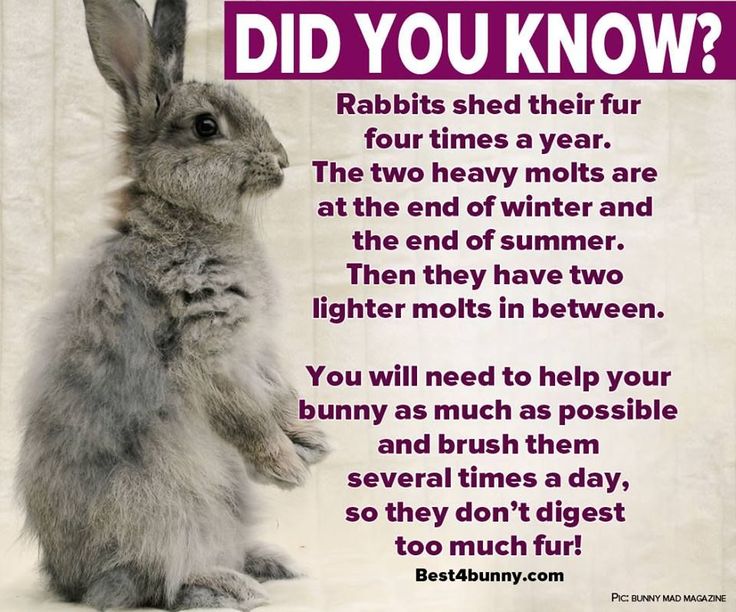 DID YOU KNOW?
Rabbits shed their fur
four times a year.
The two heavy molts are
at the end of winter and
the end of summer.
Then they have two
lighter molts in between.
You will need to help your
bunny as much as possible
and brush them
several times a day,
so they don’t digest
too much fur!
Best4bunny.com
Pic: BUNNY MAD MAGAZINE